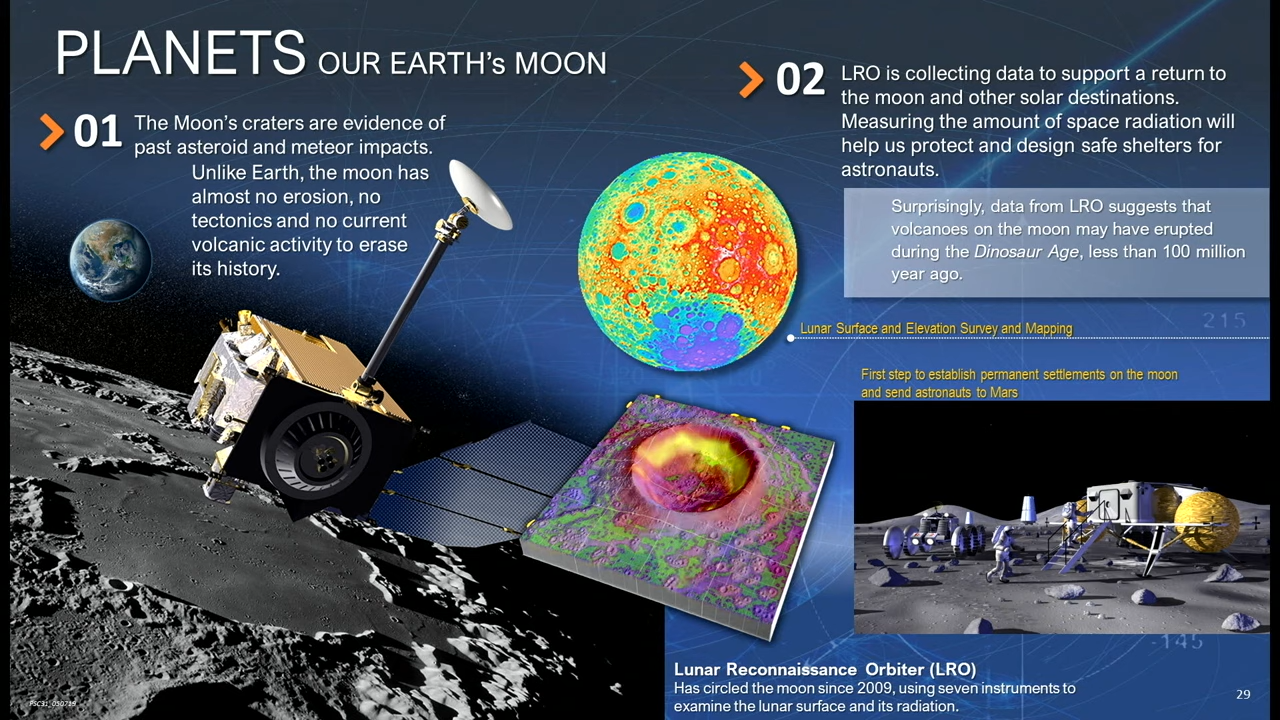 PLANETS OUR EARTH's MOON
01
The Moon's craters are evidence of
past asteroid and meteor impacts.
Unlike Earth, the moon has
almost no erosion, no
tectonics and no current
volcanic activity to erase
its history.
02
LRO is collecting data to support a return to
the moon and other solar destinations.
Measuring the amount of space radiation will
help us protect and design safe shelters for
astronauts.
Surprisingly, data from LRO suggests that
volcanoes on the moon may have erupted
during the Dinosaur Age, less than 100 million
year ago.
215
Lunar Surface and Elevation Survey and Mapping
First step to establish permanent settlements on the moon
and send astronauts to Mars
-145
Lunar Reconnaissance Orbiter (LRO)
Has circled the moon since 2009, using seven instruments to
examine the lunar surface and its radiation.
29